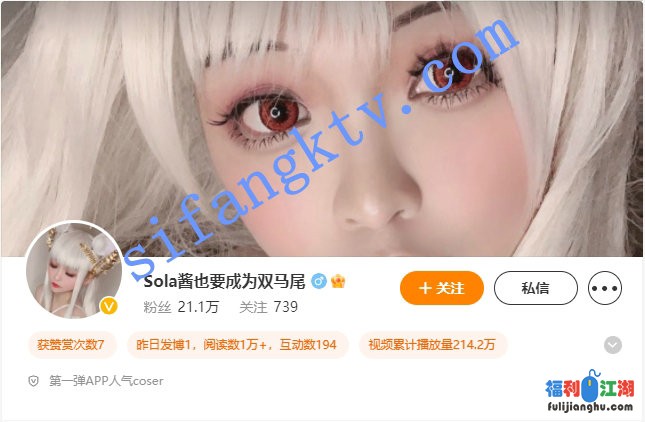 sifangktv.com
Sola酱也要成为双马尾
粉丝 21.1万 关注 739
+ 关注
私信
获赞赏次数7
昨日发博1，阅读数1万+，互动数194
视频累计播放量214.2万
第一弹APP人气coser
福利江湖
fulijianghu.com